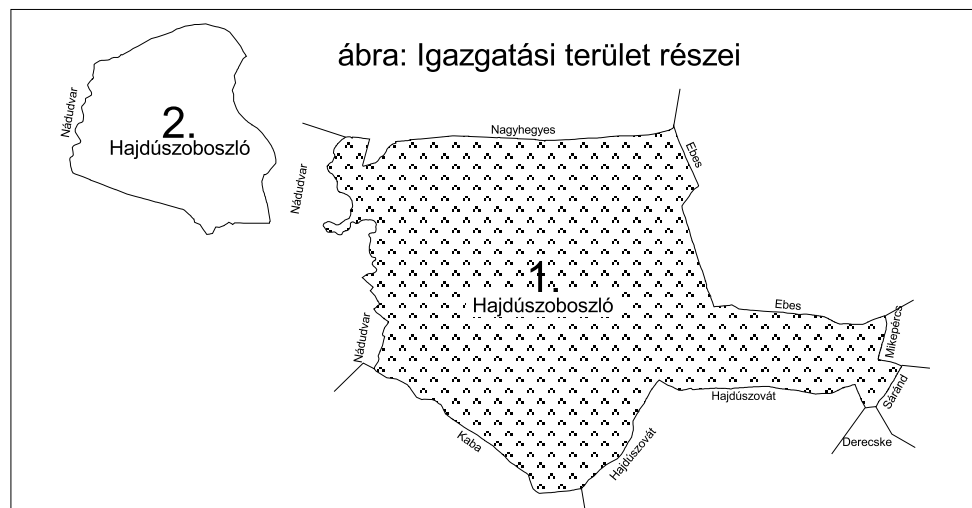 ábra: Igazgatási terület részei
Nádudvar
2.
Hajdúszoboszló
Nádudvar
Nagyhegyes
Ebes
1.
Hajdúszoboszló
Ebes
Mikepércs
Nádudvar
Sáránd
Hajdúszovát
Kaba
Hajdúszovát
Derecske